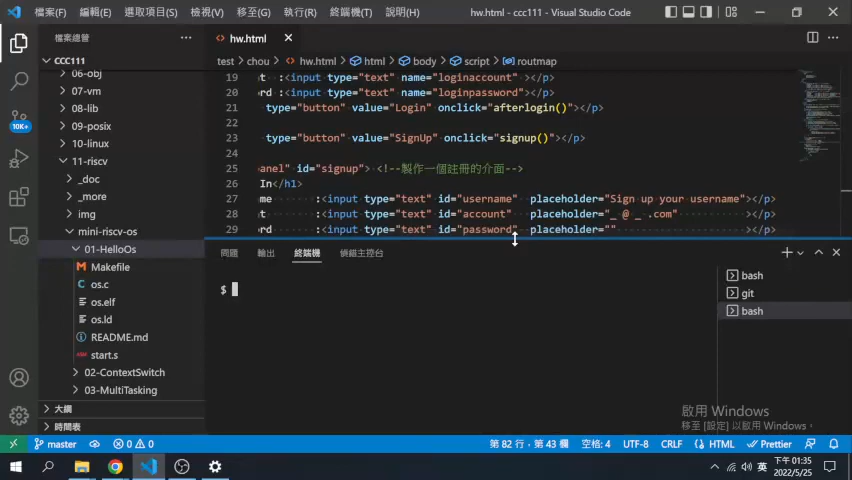 檔案(F) 編輯(E) 選取項目(S) 檢視(V) 移至(G) 執行(R) 終端機(T) 說明(H) hw.html - ccc111 - Visual Studio Code
檔案總管 ...
hw.html
test > chou > hw.html > html > body > script > routmap
CCC111
06-obj
07-vm
08-lib
09-posix
10-linux
11-riscv
_doc
_more
img
mini-riscv-os
01-HelloOs
Makefile
os.c
os.elf
os.ld
README.md
start.s
02-ContextSwitch
03-MultiTasking
大綱
時間表
10K+
19 t :<input type="text" name="loginaccount" ></p>
20 rd :<input type="text" name="loginpassword"></p>
21 type="button" value="Login" onclick="afterlogin()"></p>
22
23 type="button" value="SignUp" onclick="signup()"></p>
24
25 panel" id="signup"> <!--製作一個註冊的介面-->
26 In</h1>
27 me :<input type="text" id="username" placeholder="Sign up your username"></p>
28 t :<input type="text" id="account" placeholder="_ @ _ .com" ></p>
29 rd :<input type="text" id="password" placeholder="" ></p>
問題 輸出 終端機 偵錯主控台
$
bash
git
bash
啟用 Windows
移至 [設定] 以啟用 Windows。
master 0 0 第 82 行，第 43 欄 空格: 4 UTF-8 CRLF HTML Prettier
英 下午 01:35
2022/5/25